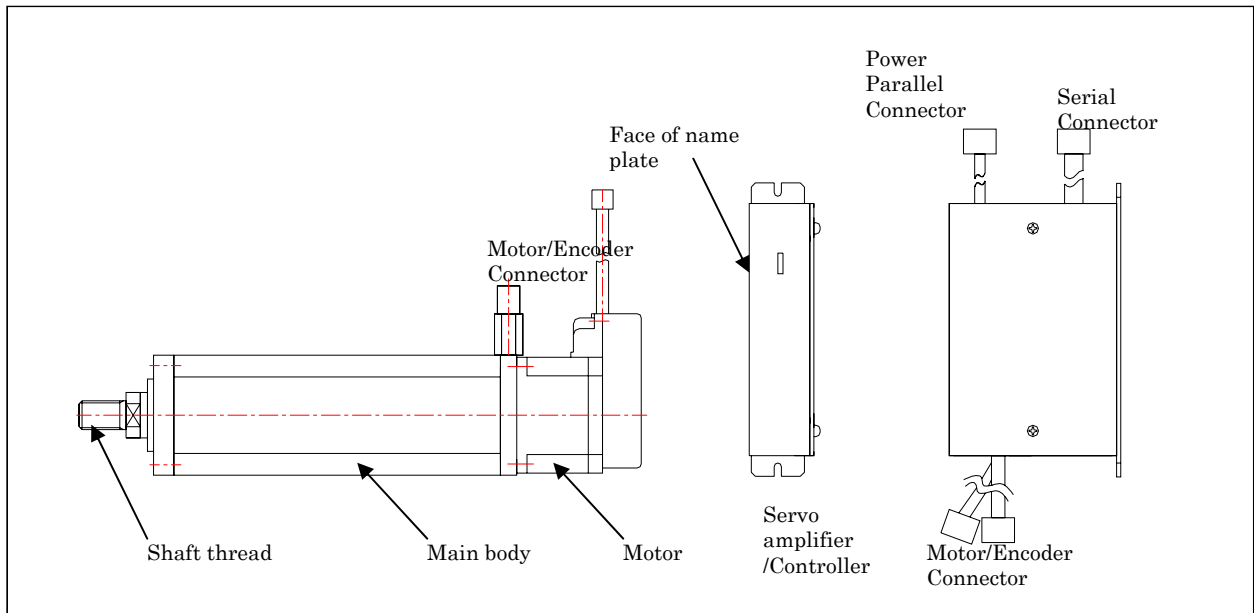 Power
Parallel
Connector
Serial
Connector
Face of name
plate
Motor/Encoder
Connector
Shaft thread
Main body
Motor
Servo
amplifier
/Controller
Motor/Encoder
Connector